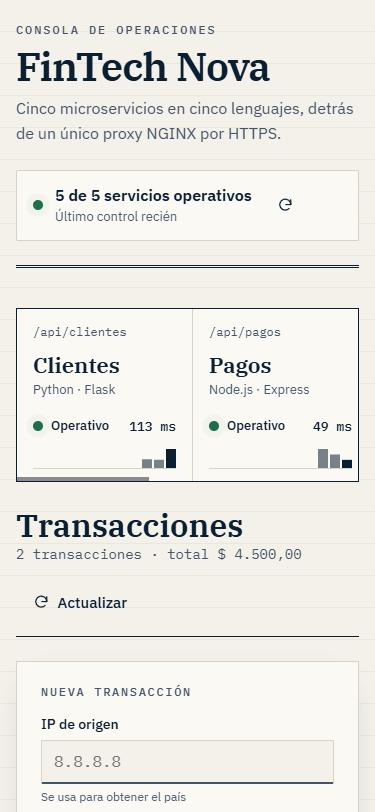 CONSOLA DE OPERACIONES
FinTech Nova
Cinco microservicios en cinco lenguajes, detrás
de un único proxy NGINX por HTTPS.
5 de 5 servicios operativos
Último control recién
/api/clientes
Clientes
Python · Flask
Operativo 113 ms
/api/pagos
Pagos
Node.js · Express
Operativo 49 ms
Transacciones
2 transacciones · total $ 4.500,00
Actualizar
NUEVA TRANSACCIÓN
IP de origen
8.8.8.8
Se usa para obtener el país